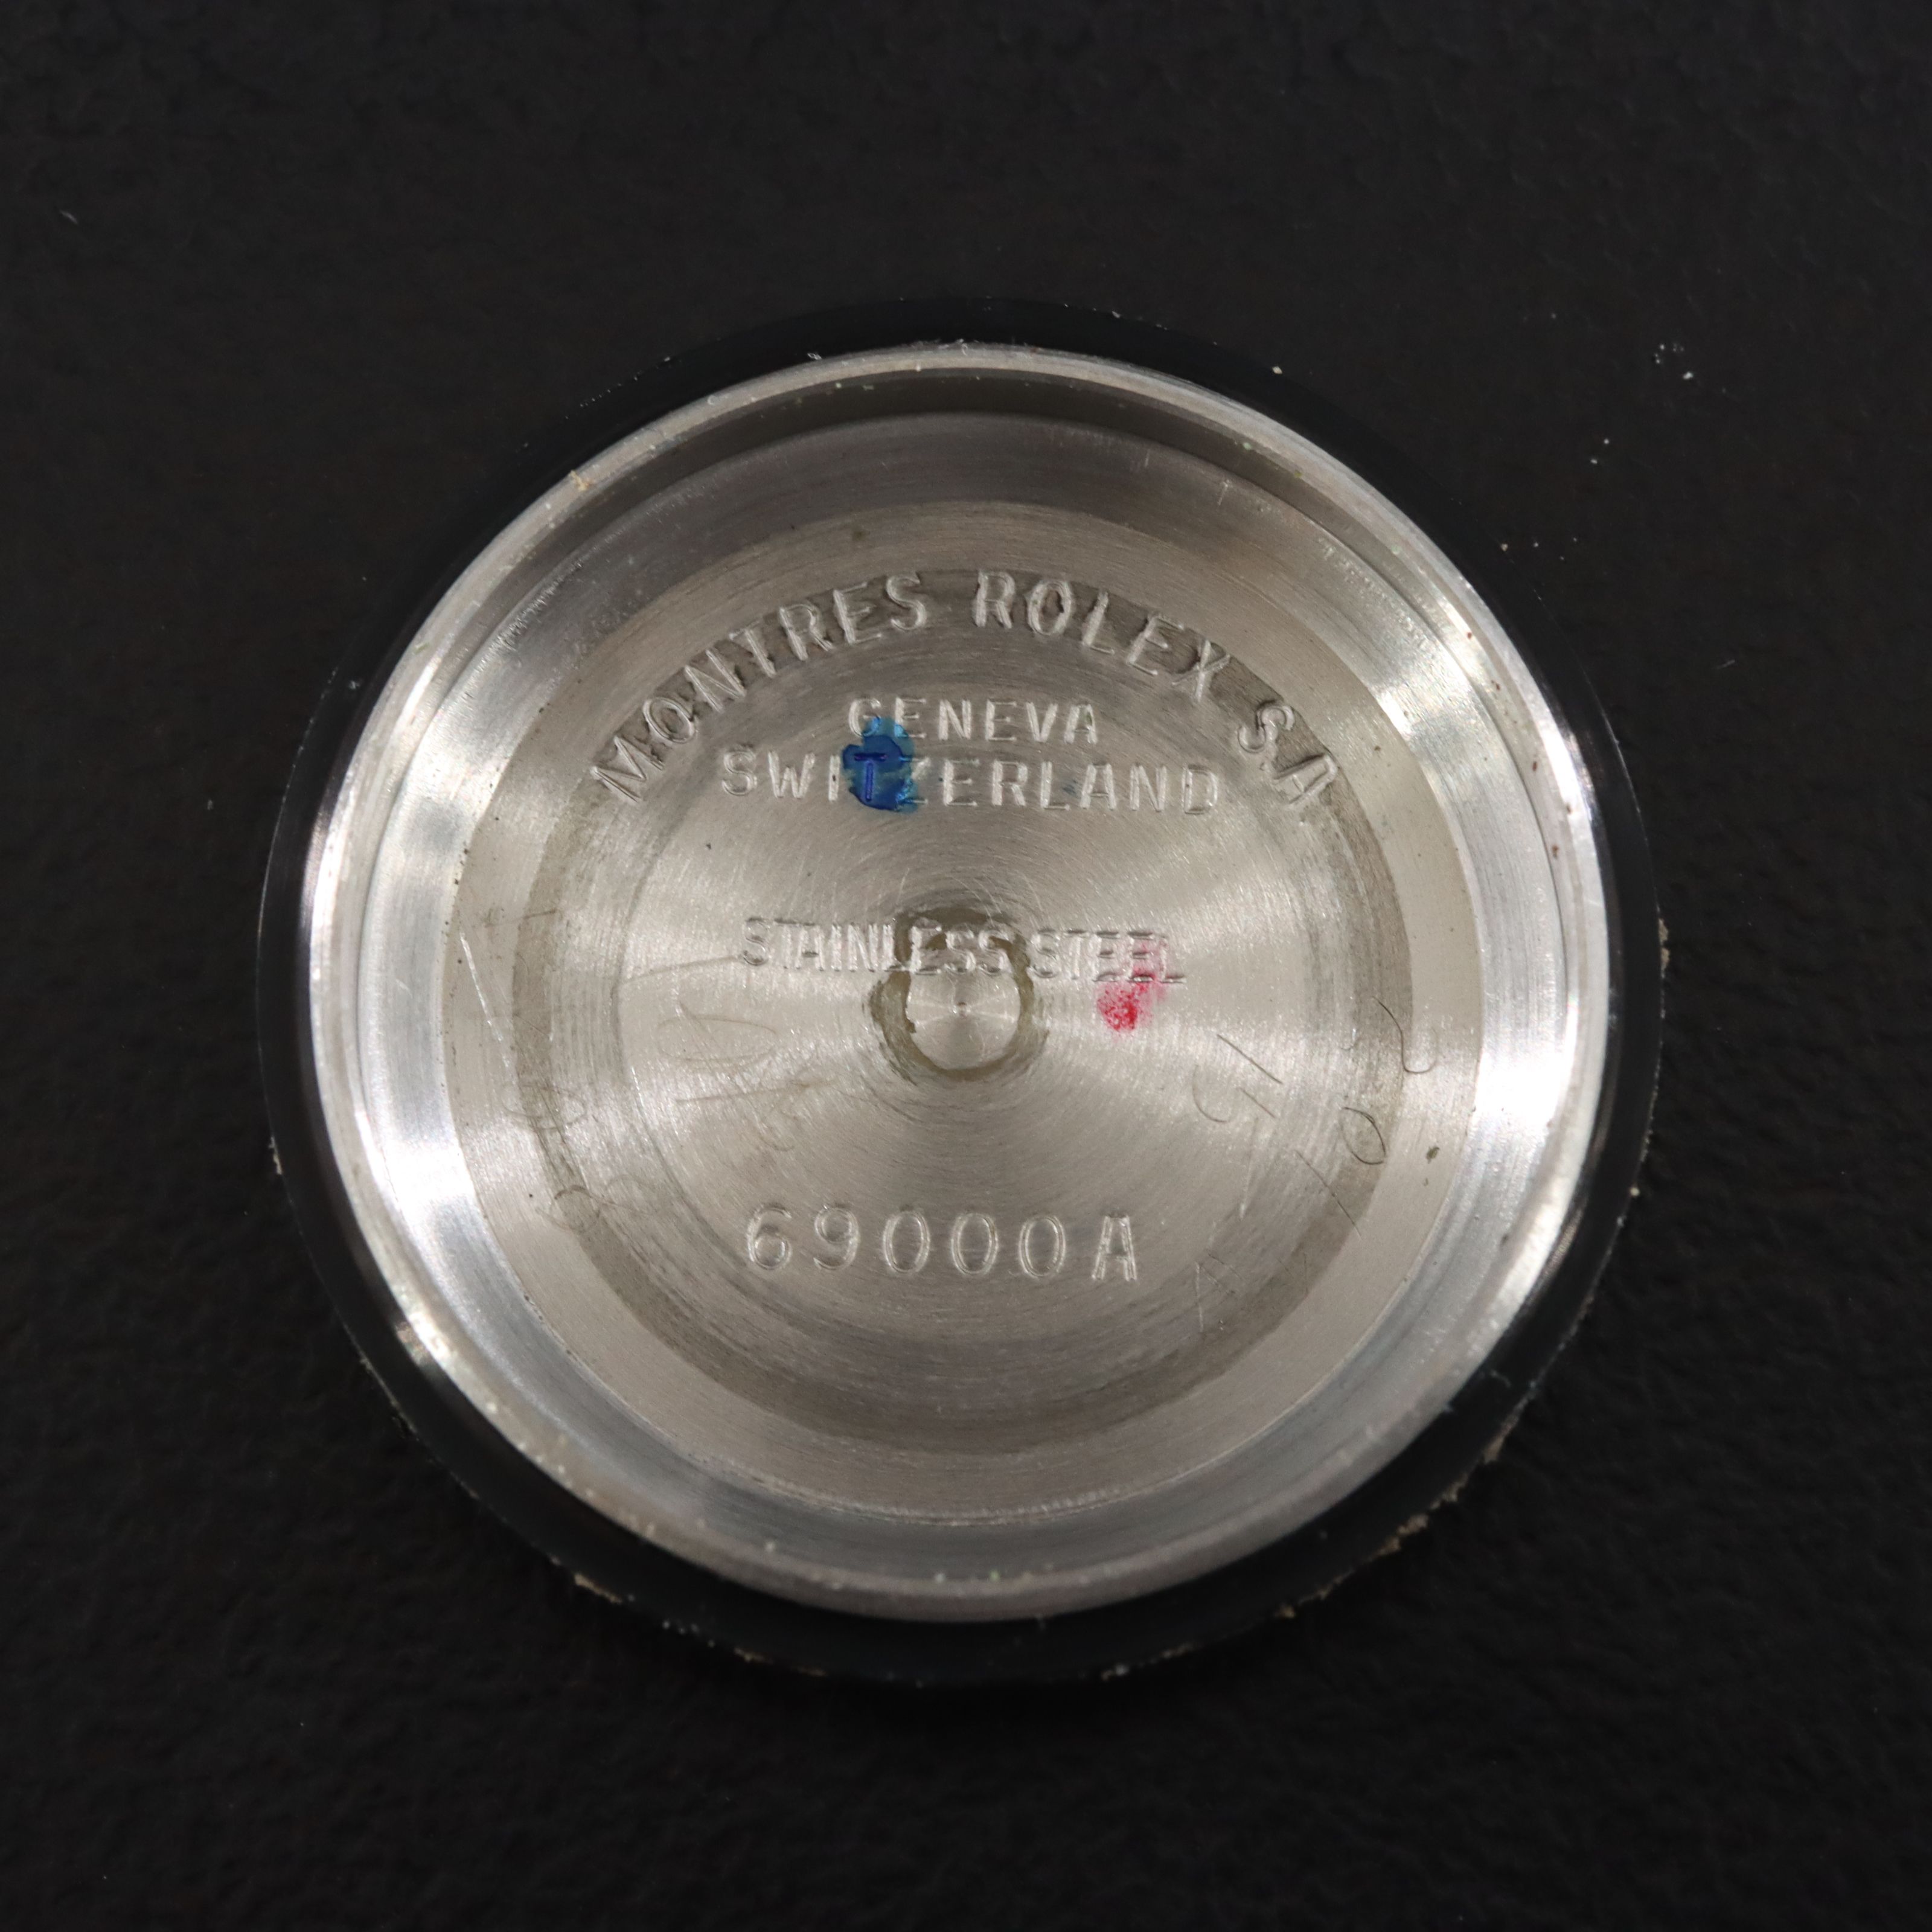 MONTRES ROLEX S.A
GENEVA
SWITZERLAND
STAINLESS STEEL
69000A